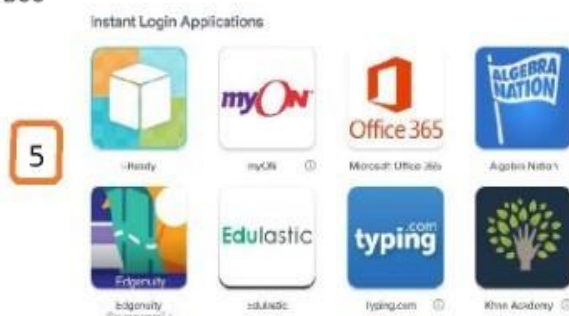 Instant Login Applications
myON
Office 365
ALGEBRA
NATION
5
i-Ready
myON
Microsoft Office 365
Algebra Nation
Edgenuity
Edulastic
typing.com
Edgenuity
Edulastic
Typing.com
Khan Academy